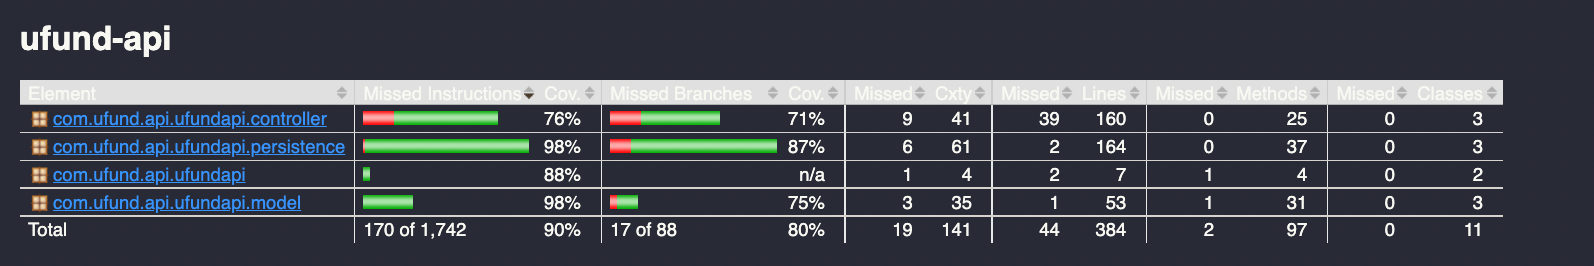 ufund-api
Element Missed Instructions Cov. Missed Branches Cov. Missed Cxty Missed Lines Missed Methods Missed Classes
com.ufund.api.ufundapi.controller 76% 71% 9 41 39 160 0 25 0 3
com.ufund.api.ufundapi.persistence 98% 87% 6 61 2 164 0 37 0 3
com.ufund.api.ufundapi 88% n/a 1 4 2 7 1 4 0 2
com.ufund.api.ufundapi.model 98% 75% 3 35 1 53 1 31 0 3
Total 170 of 1,742 90% 17 of 88 80% 19 141 44 384 2 97 0 11